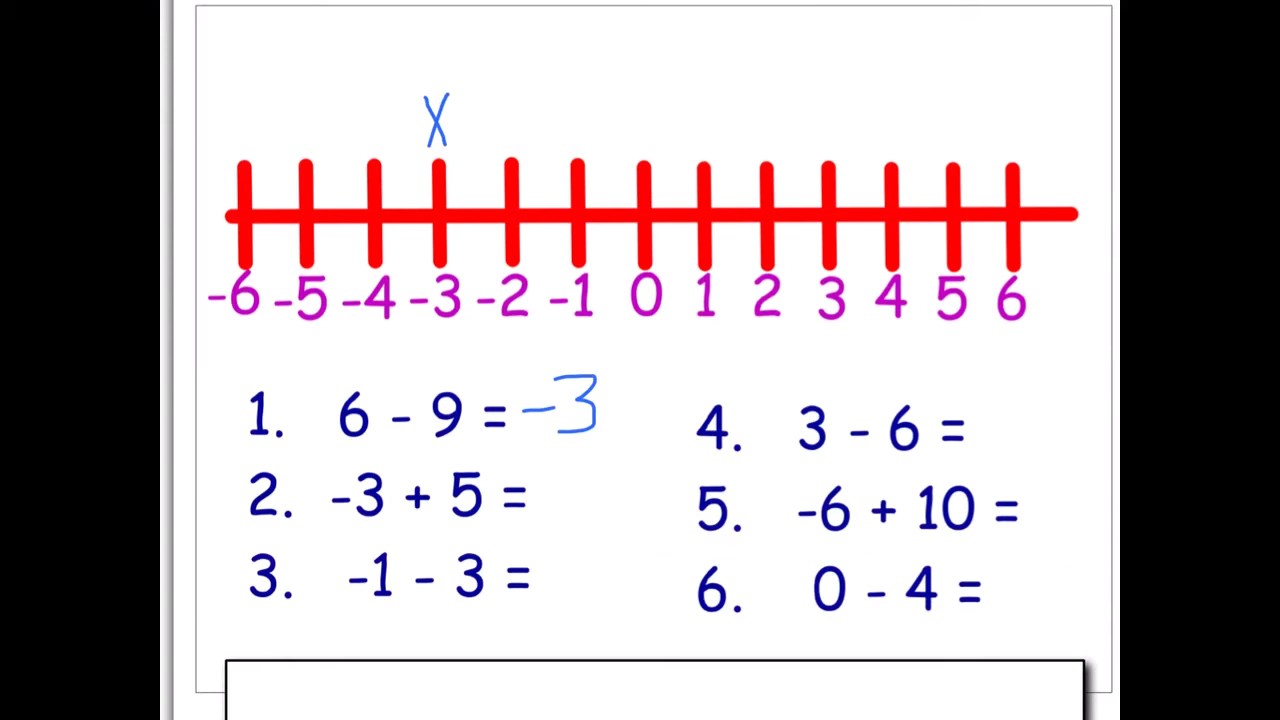 X
-6 -5 -4 -3 -2 -1 0 1 2 3 4 5 6
1. 6 - 9 = -3
2. -3 + 5 =
3. -1 - 3 =
4. 3 - 6 =
5. -6 + 10 =
6. 0 - 4 =